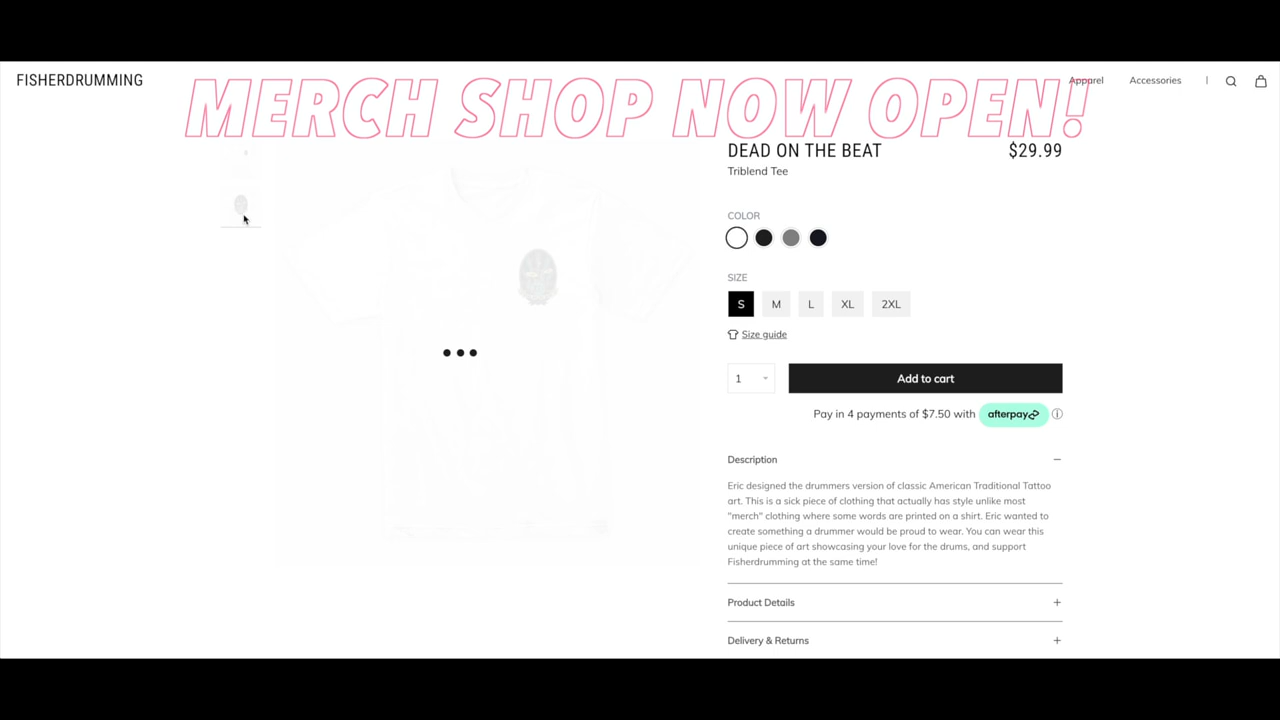 FISHERDRUMMING
MERCH SHOP NOW OPEN!
Apparel
Accessories
DEAD ON THE BEAT
$29.99
Triblend Tee
COLOR
SIZE
S M L XL 2XL
Size guide
1
Add to cart
Pay in 4 payments of $7.50 with afterpay
Description
Eric designed the drummers version of classic American Traditional Tattoo
art. This is a sick piece of clothing that actually has style unlike most
"merch" clothing where some words are printed on a shirt. Eric wanted to
create something a drummer would be proud to wear. You can wear this
unique piece of art showcasing your love for the drums, and support
Fisherdrumming at the same time!
Product Details
Delivery & Returns